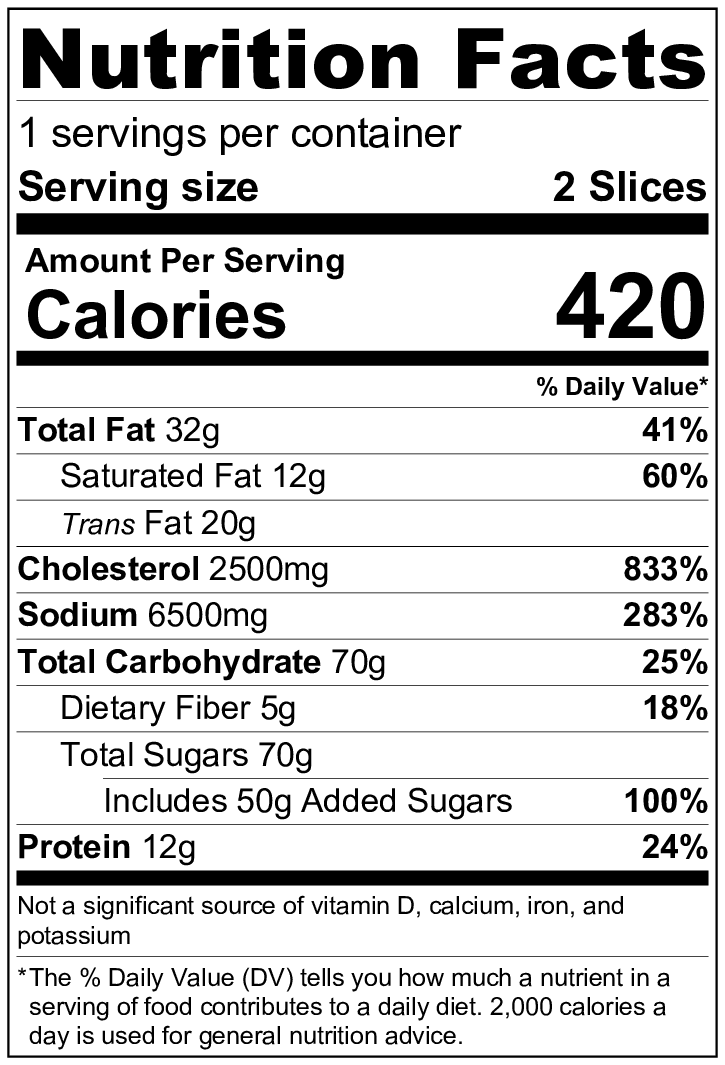 Nutrition Facts
1 servings per container
Serving size 2 Slices
Amount Per Serving
Calories 420
% Daily Value*
Total Fat 32g 41%
Saturated Fat 12g 60%
Trans Fat 20g
Cholesterol 2500mg 833%
Sodium 6500mg 283%
Total Carbohydrate 70g 25%
Dietary Fiber 5g 18%
Total Sugars 70g
Includes 50g Added Sugars 100%
Protein 12g 24%
Not a significant source of vitamin D, calcium, iron, and
potassium
*The % Daily Value (DV) tells you how much a nutrient in a
serving of food contributes to a daily diet. 2,000 calories a
day is used for general nutrition advice.